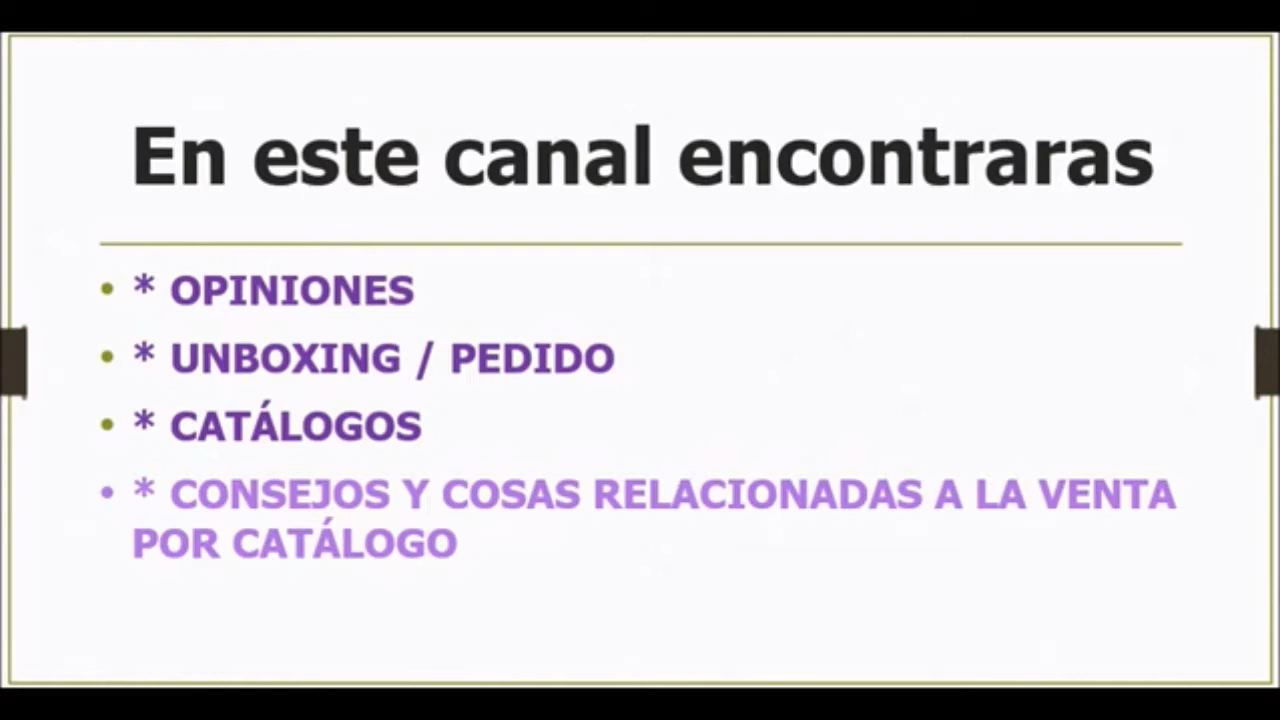 En este canal encontraras
• * OPINIONES
• * UNBOXING / PEDIDO
• * CATÁLOGOS
• * CONSEJOS Y COSAS RELACIONADAS A LA VENTA
POR CATÁLOGO